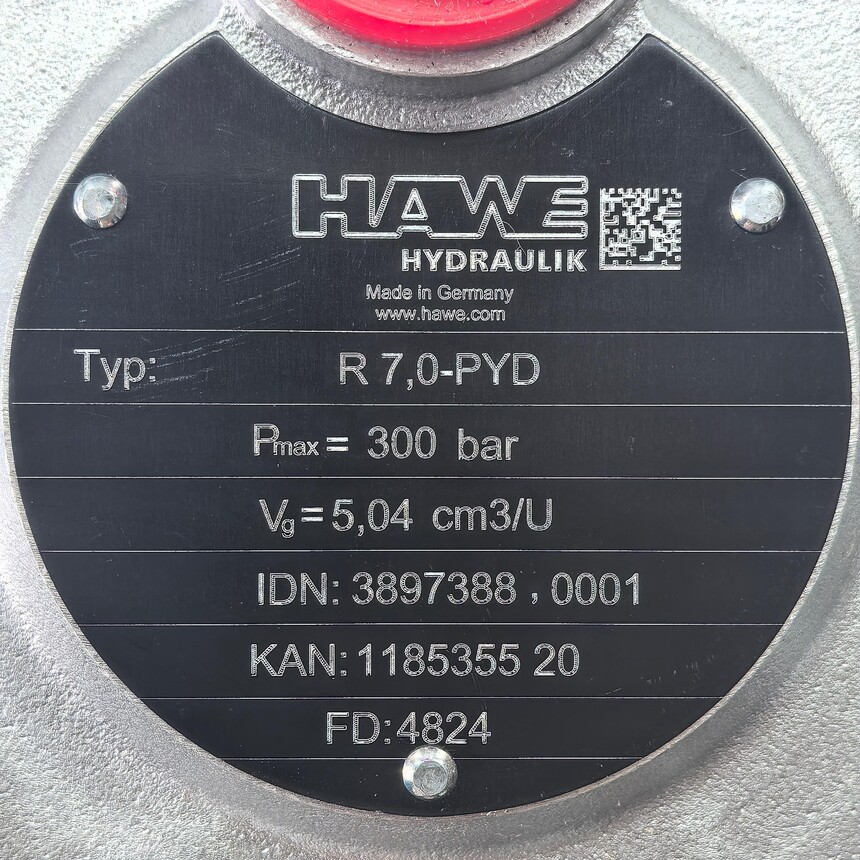 HAWE
HYDRAULIK
Made in Germany
www.hawe.com
Typ: R 7,0-PYD
Pmax = 300 bar
Vg = 5,04 cm3/U
IDN: 3897388 , 0001
KAN: 1185355 20
FD: 4824